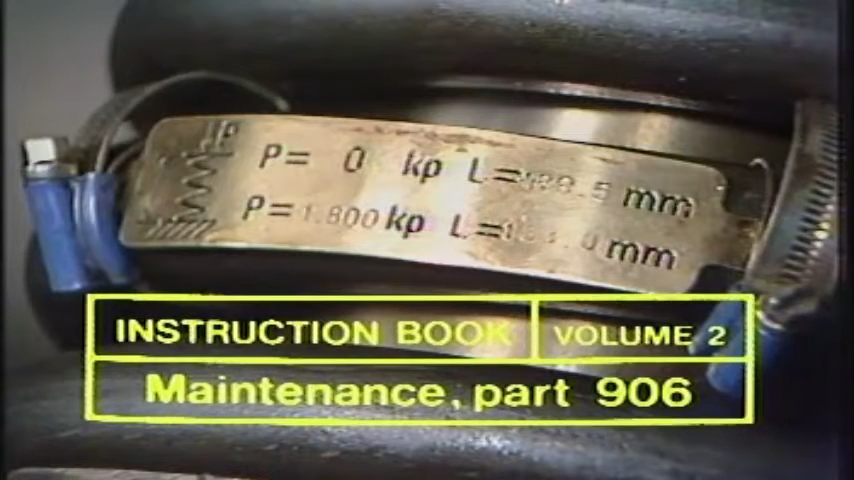 P
P= 0 kp L= mm
P=1.800 kp L= mm
INSTRUCTION BOOK VOLUME 2
Maintenance, part 906